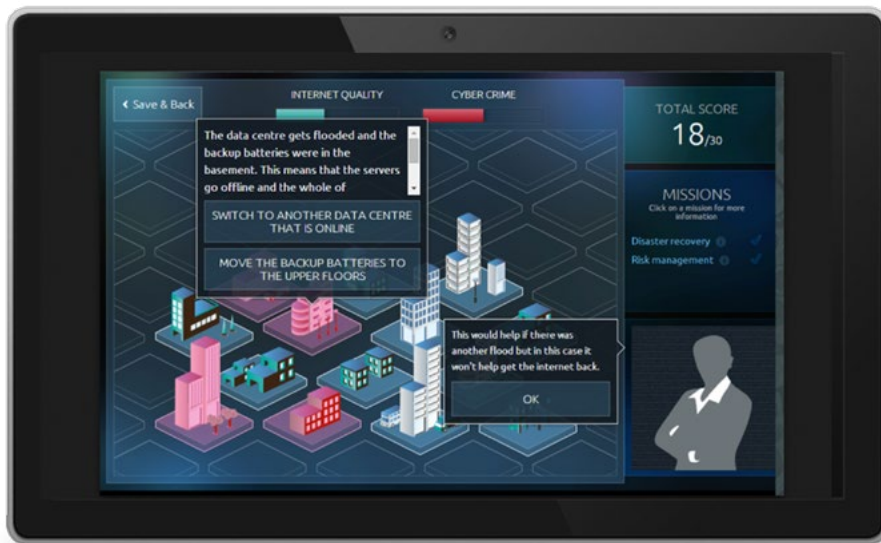 Save & Back
INTERNET QUALITY
CYBER CRIME
The data centre gets flooded and the
backup batteries were in the
basement. This means that the servers
go offline and the whole of
SWITCH TO ANOTHER DATA CENTRE
THAT IS ONLINE
MOVE THE BACKUP BATTERIES TO
THE UPPER FLOORS
This would help if there was
another flood but in this case it
won't help get the internet back.
OK
TOTAL SCORE
18/30
MISSIONS
Click on a mission for more
information
Disaster recovery
Risk management